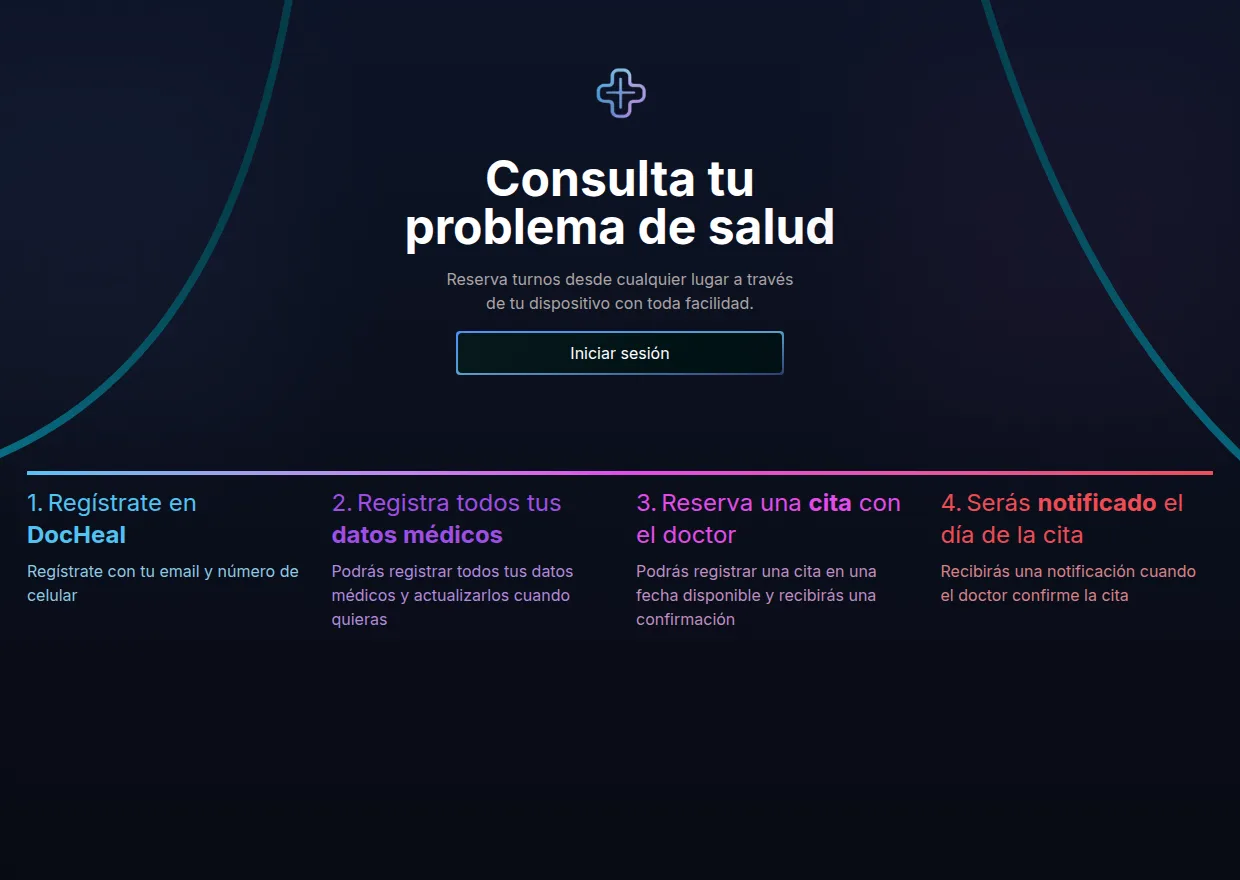 Consulta tu
problema de salud
Reserva turnos desde cualquier lugar a través
de tu dispositivo con toda facilidad.
Iniciar sesión
1. Regístrate en
DocHeal
Regístrate con tu email y número de
celular
2. Registra todos tus
datos médicos
Podrás registrar todos tus datos
médicos y actualizarlos cuando
quieras
3. Reserva una cita con
el doctor
Podrás registrar una cita en una
fecha disponible y recibirás una
confirmación
4. Serás notificado el
día de la cita
Recibirás una notificación cuando
el doctor confirme la cita